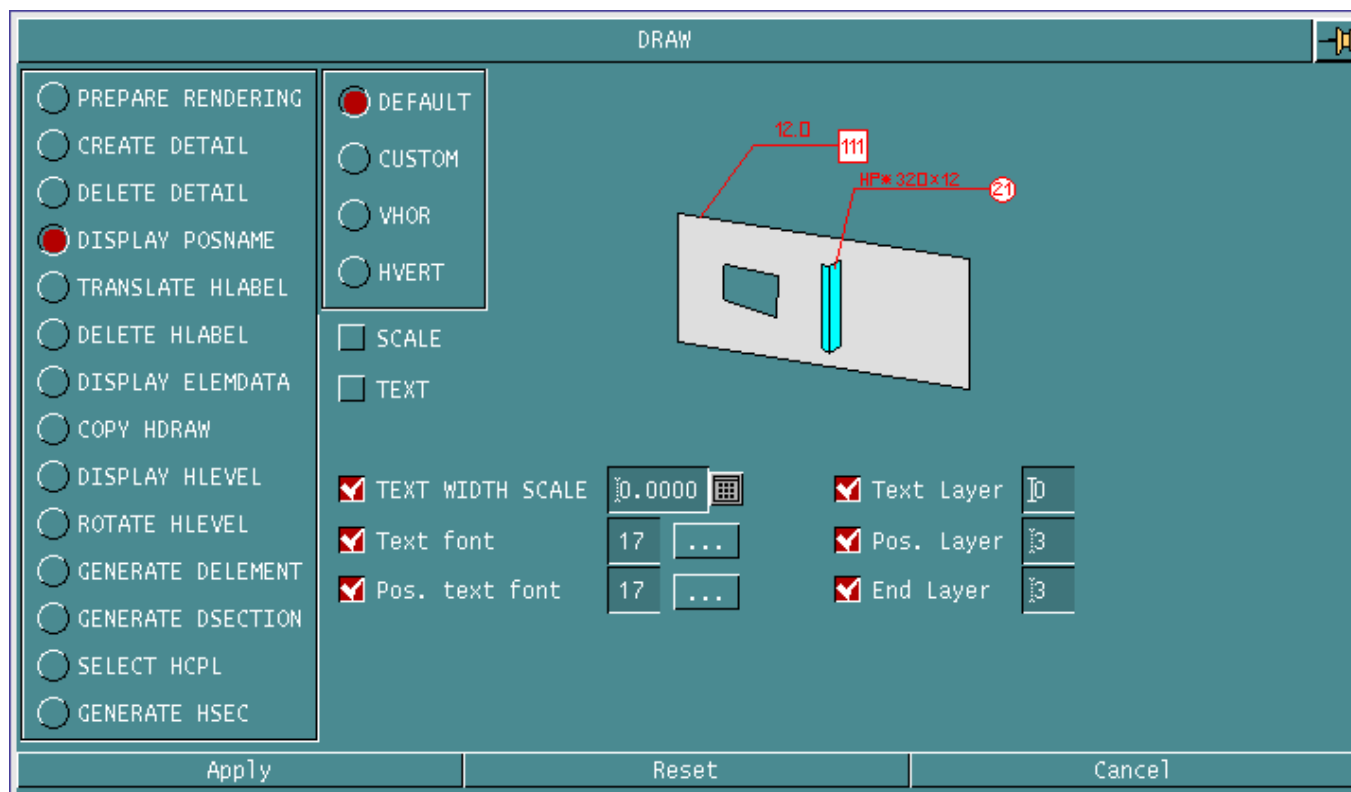 DRAW
PREPARE RENDERING
CREATE DETAIL
DELETE DETAIL
DISPLAY POSNAME
TRANSLATE HLABEL
DELETE HLABEL
DISPLAY ELEMDATA
COPY HDRAW
DISPLAY HLEVEL
ROTATE HLEVEL
GENERATE DELEMENT
GENERATE DSECTION
SELECT HCPL
GENERATE HSEC
DEFAULT
CUSTOM
VHOR
HVERT
SCALE
TEXT
12.0
111
HP*320×12
21
TEXT WIDTH SCALE 0.0000
Text font 17 ...
Pos. text font 17 ...
Text Layer 0
Pos. Layer 3
End Layer 3
Apply Reset Cancel